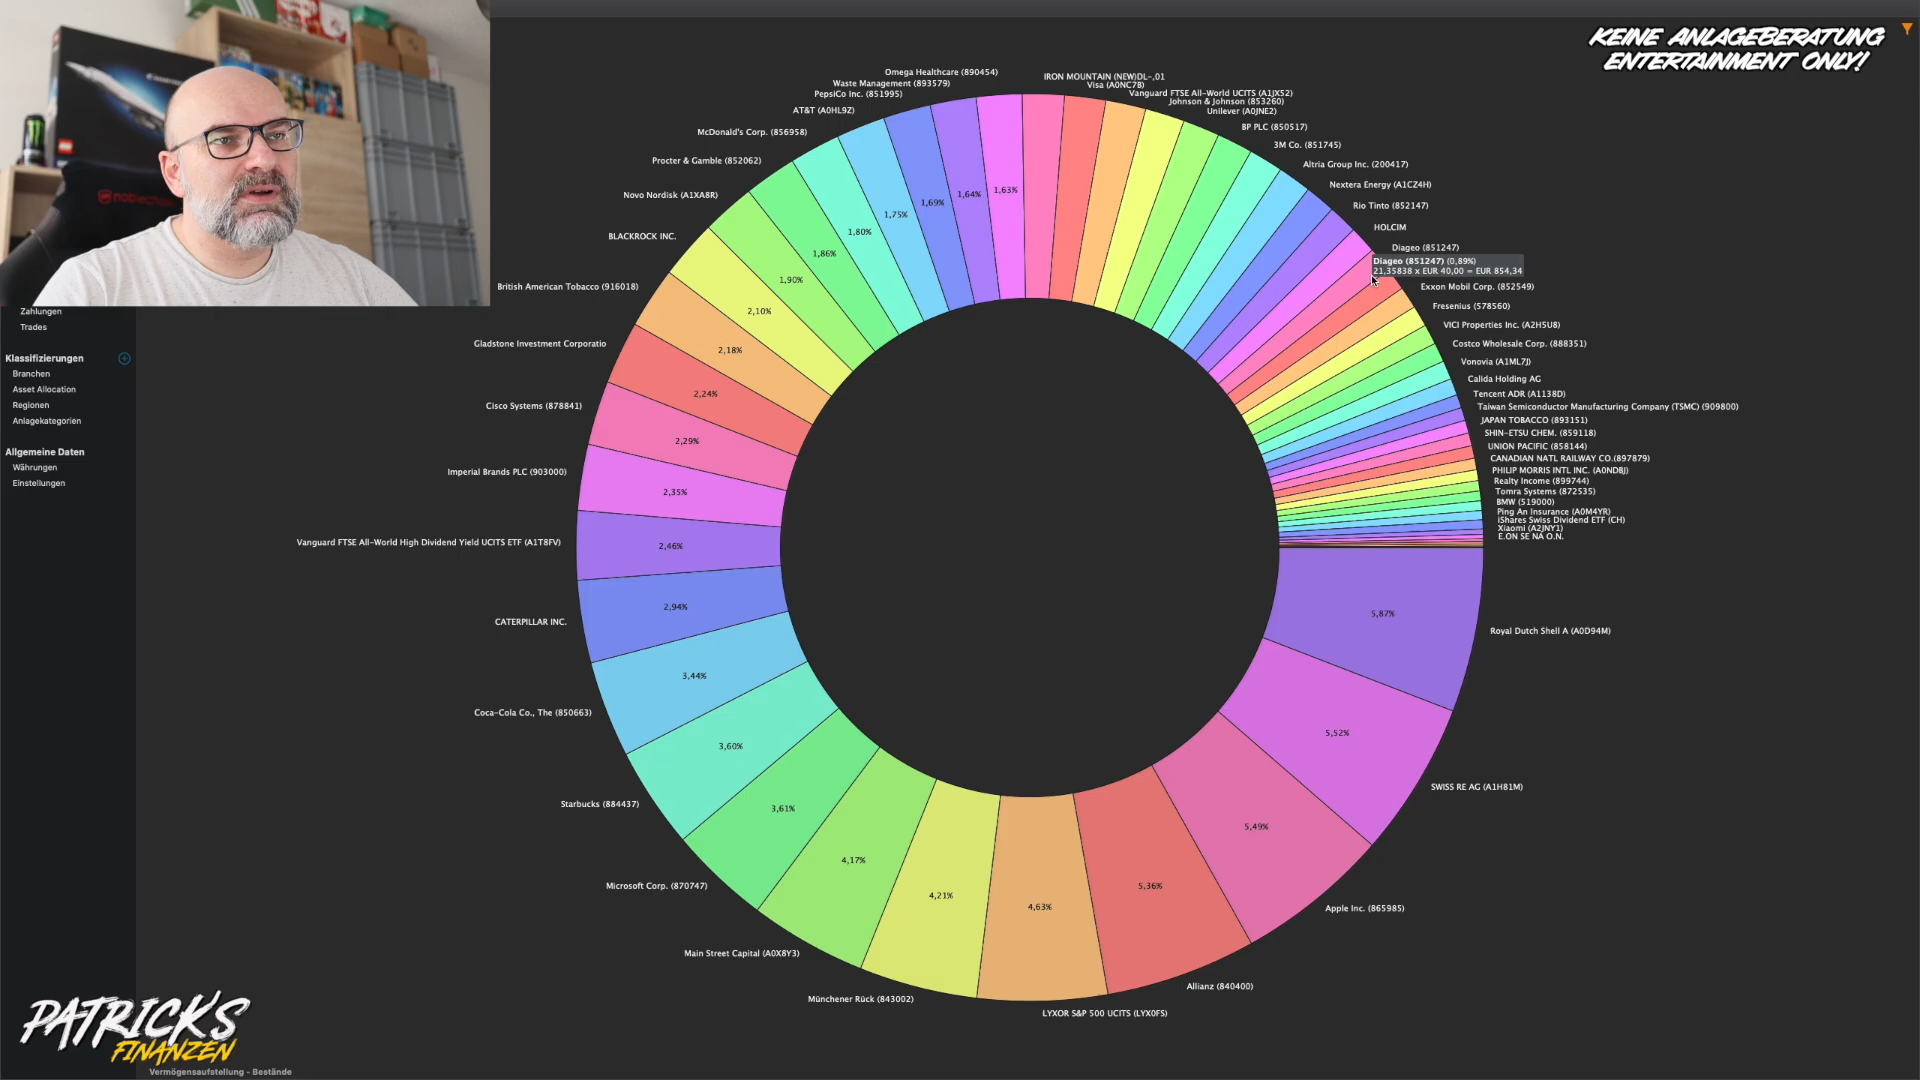 KEINE ANLAGEBERATUNG
ENTERTAINMENT ONLY!
Omega Healthcare (890454)
Waste Management (893579)
PepsiCo Inc. (851995)
AT&T (A0HL9Z)
McDonald's Corp. (856958)
Procter & Gamble (852062)
Novo Nordisk (A1XA8R)
BLACKROCK INC.
British American Tobacco (916018)
Gladstone Investment Corporatio
Cisco Systems (878841)
Imperial Brands PLC (903000)
Vanguard FTSE All-World High Dividend Yield UCITS ETF (A1T8FV)
CATERPILLAR INC.
Coca-Cola Co., The (850663)
Starbucks (884437)
Microsoft Corp. (870747)
Main Street Capital (A0X8Y3)
Münchener Rück (843002)
LYXOR S&P 500 UCITS (LYX0FS)
Allianz (840400)
Apple Inc. (865985)
SWISS RE AG (A1H81M)
Royal Dutch Shell A (A0D94M)
IRON MOUNTAIN (NEW)DL-,01
Visa (A0NC7B)
Vanguard FTSE All-World UCITS (A1JX52)
Johnson & Johnson (853260)
Unilever (A0JNE2)
BP PLC (850517)
3M Co. (851745)
Altria Group Inc. (200417)
Nextera Energy (A1CZ4H)
Rio Tinto (852147)
HOLCIM
Diageo (851247)
Diageo (851247) (0,89%)
21,35838 x EUR 40,00 = EUR 854,34
Exxon Mobil Corp. (852549)
Fresenius (578560)
VICI Properties Inc. (A2H5U8)
Costco Wholesale Corp. (888351)
Vonovia (A1ML7J)
Calida Holding AG
Tencent ADR (A1138D)
Taiwan Semiconductor Manufacturing Company (TSMC) (909800)
JAPAN TOBACCO (893151)
SHIN-ETSU CHEM. (859118)
UNION PACIFIC (858144)
CANADIAN NATL RAILWAY CO.(897879)
PHILIP MORRIS INTL INC. (A0NDBJ)
Realty Income (899744)
Tomra Systems (872535)
BMW (519000)
Ping An Insurance (A0M4YR)
iShares Swiss Dividend ETF (CH)
Xiaomi (A2JNY1)
E.ON SE NA O.N.
1,63%
1,64%
1,69%
1,75%
1,80%
1,86%
1,90%
2,10%
2,18%
2,24%
2,29%
2,35%
2,46%
2,94%
3,44%
3,60%
3,61%
4,17%
4,21%
4,63%
5,36%
5,49%
5,52%
5,87%
Zahlungen
Trades
Klassifizierungen
Branchen
Asset Allocation
Regionen
Anlagekategorien
Allgemeine Daten
Währungen
Einstellungen
PATRICKS
FINANZEN
Vermögensaufstellung - Bestände